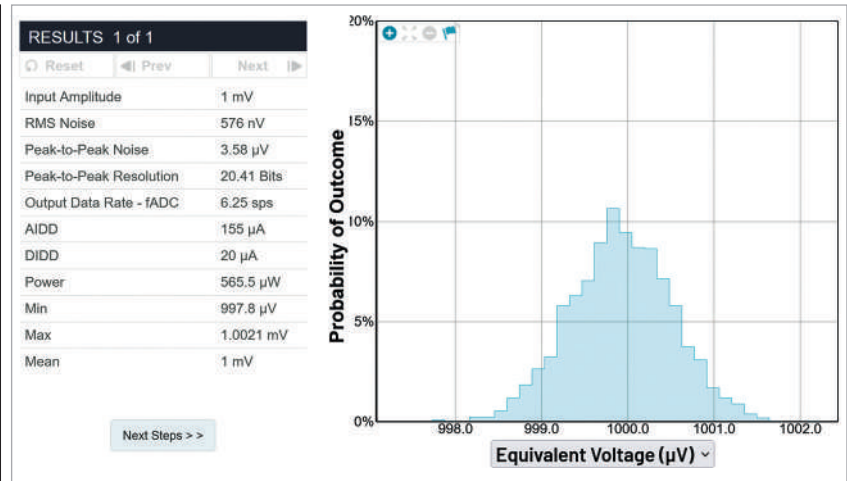 RESULTS 1 of 1
Reset Prev Next
Input Amplitude 1 mV
RMS Noise 576 nV
Peak-to-Peak Noise 3.58 µV
Peak-to-Peak Resolution 20.41 Bits
Output Data Rate - fADC 6.25 sps
AIDD 155 µA
DIDD 20 µA
Power 565.5 µW
Min 997.8 µV
Max 1.0021 mV
Mean 1 mV
Next Steps > >
Probability of Outcome
20%
15%
10%
5%
0%
998.0 999.0 1000.0 1001.0 1002.0
Equivalent Voltage (µV)